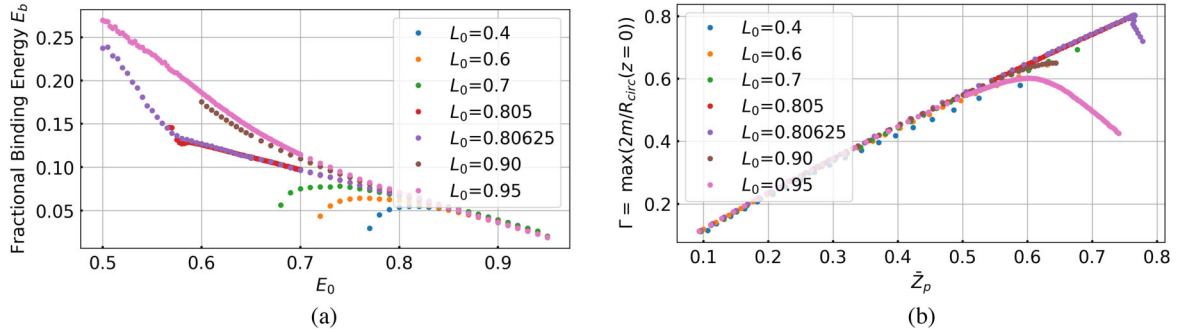 Fractional Binding Energy E_b
0.25
0.20
0.15
0.10
0.05
0.5 0.6 0.7 0.8 0.9
E_0
L_0=0.4
L_0=0.6
L_0=0.7
L_0=0.805
L_0=0.80625
L_0=0.90
L_0=0.95
(a)
Γ = max(2m/R_{circ}(z = 0))
0.8
0.6
0.4
0.2
0.1 0.2 0.3 0.4 0.5 0.6 0.7 0.8
Z̄_p
L_0=0.4
L_0=0.6
L_0=0.7
L_0=0.805
L_0=0.80625
L_0=0.90
L_0=0.95
(b)